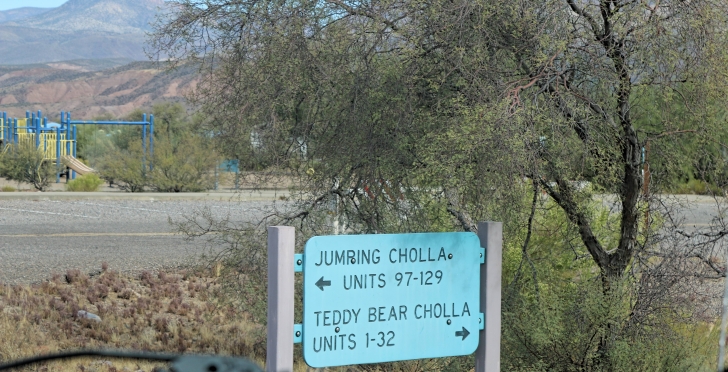 JUMPING CHOLLA
← UNITS 97-129
TEDDY BEAR CHOLLA
UNITS 1-32 →